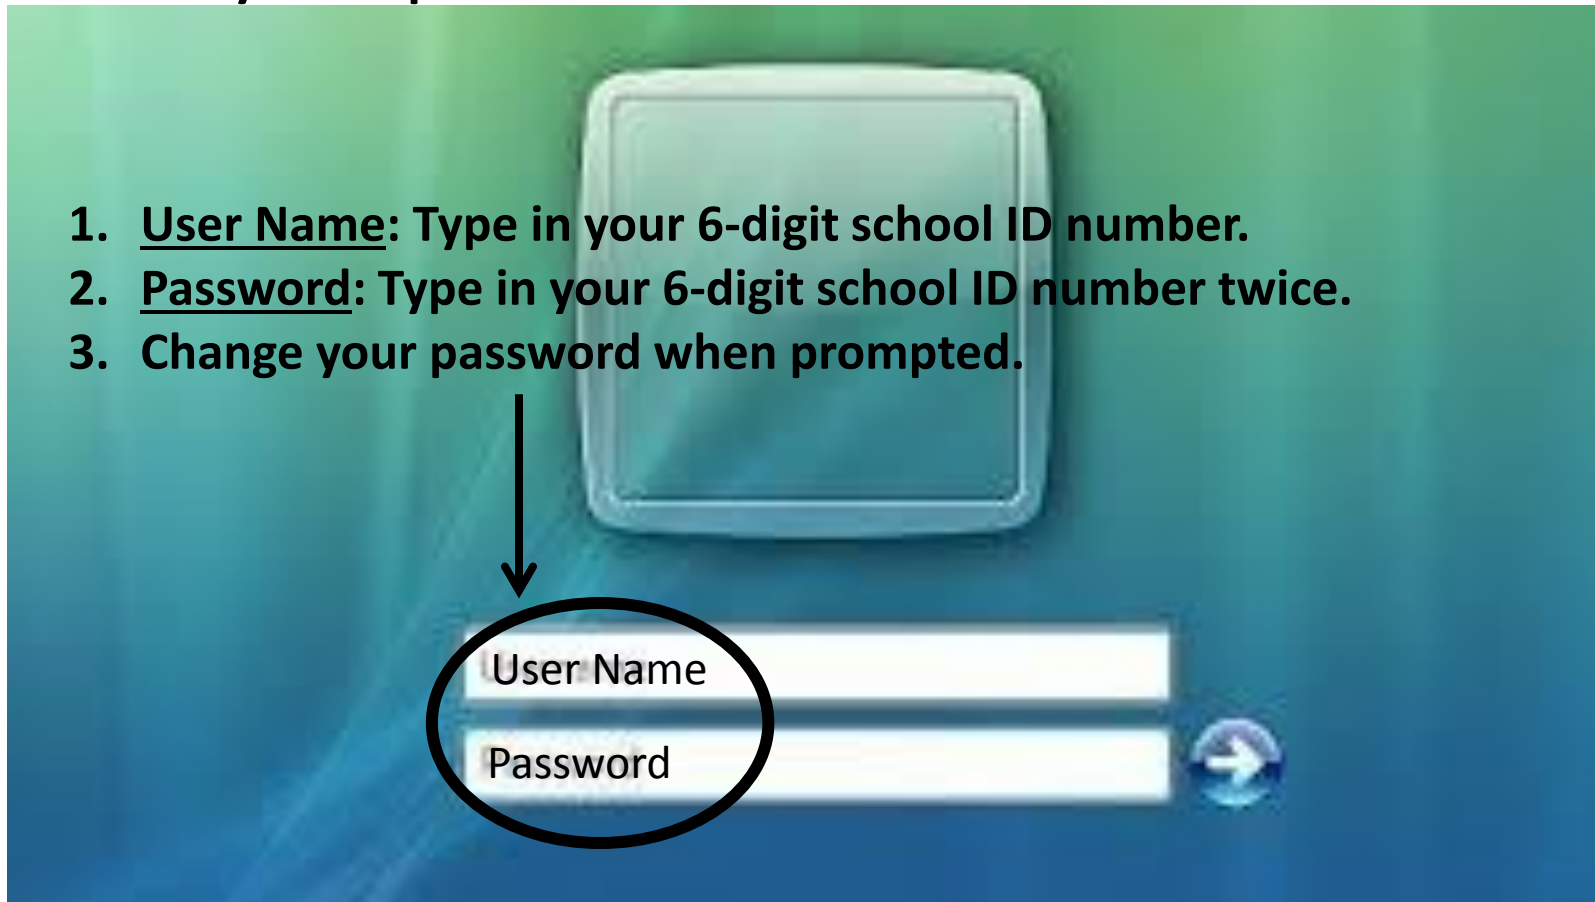 1. User Name: Type in your 6-digit school ID number.
2. Password: Type in your 6-digit school ID number twice.
3. Change your password when prompted.
User Name
Password